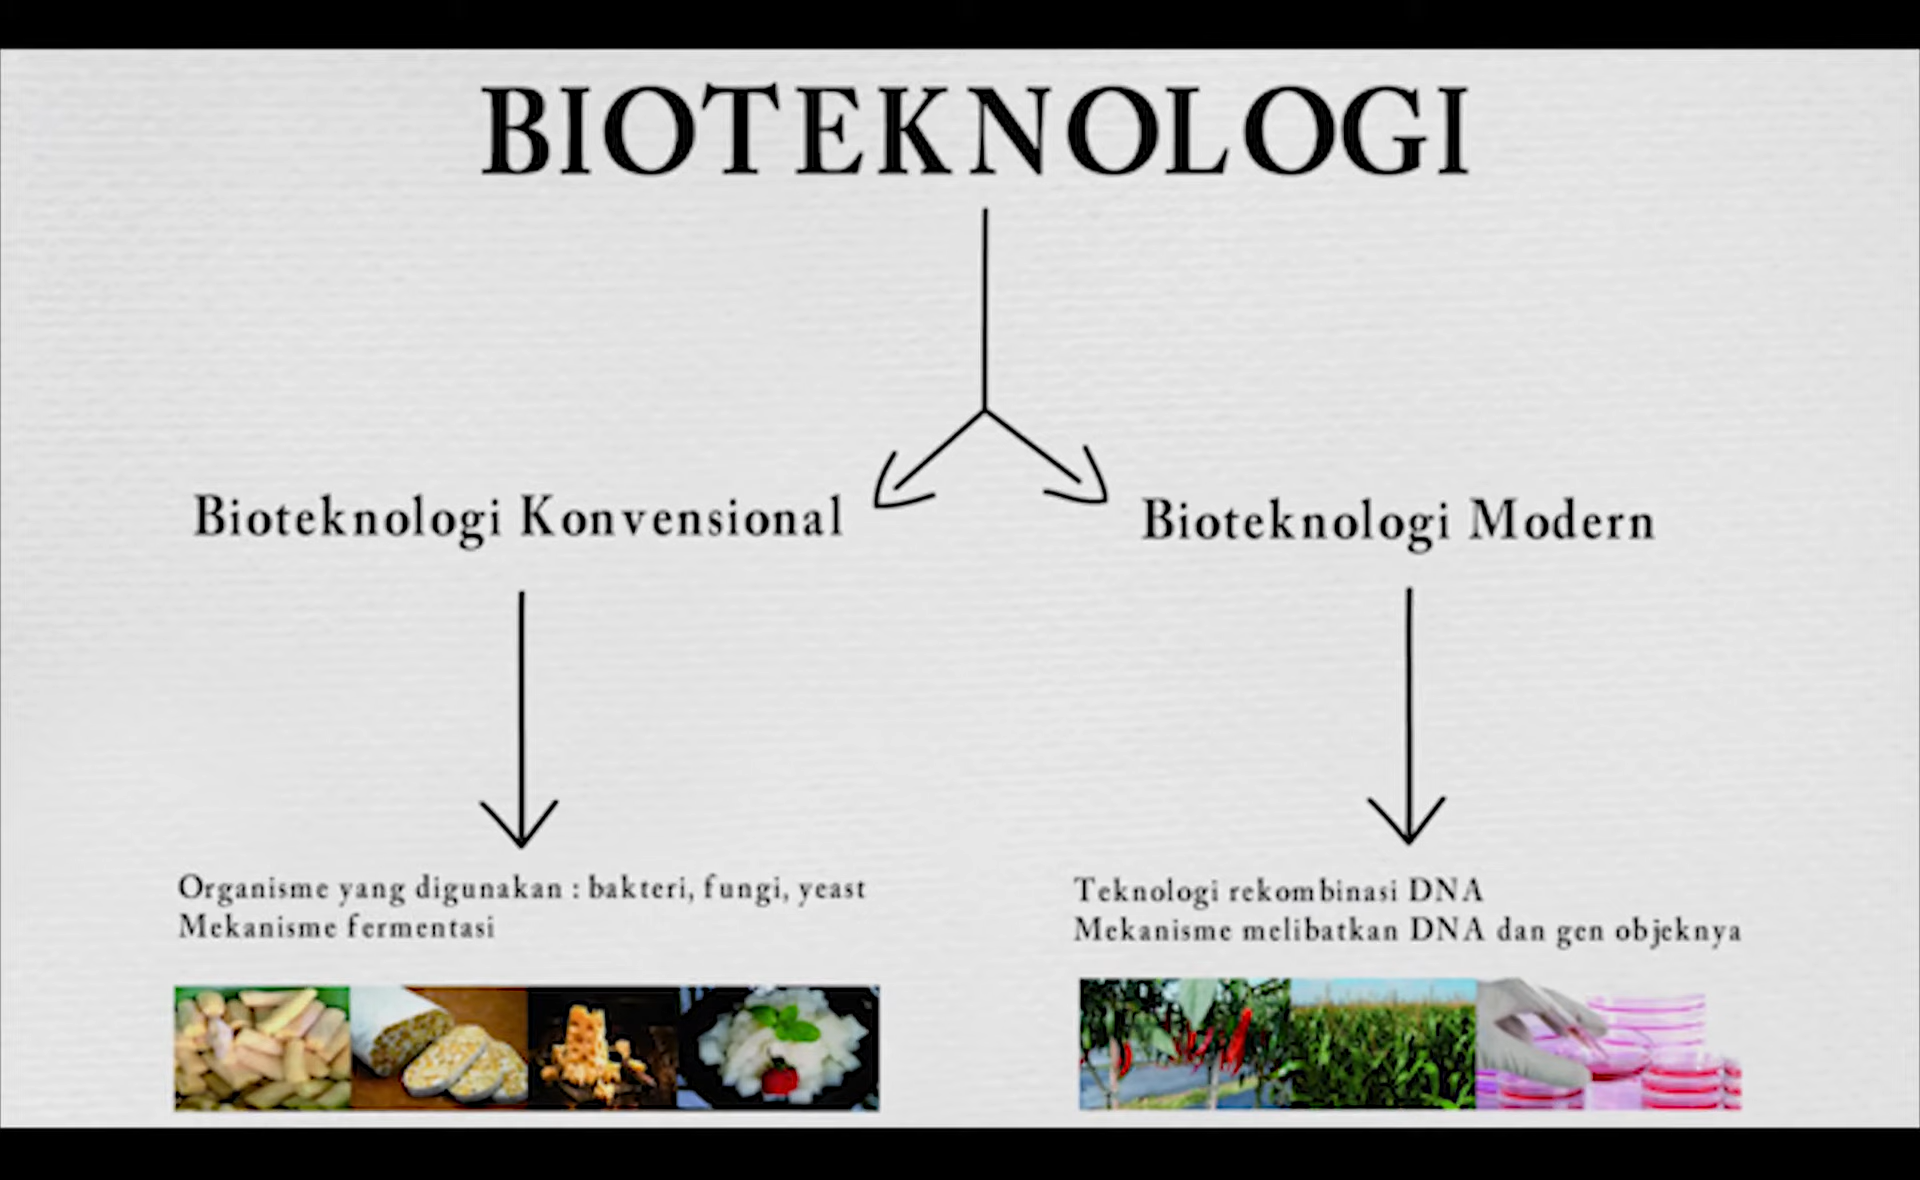 BIOTEKNOLOGI
Bioteknologi Konvensional
Bioteknologi Modern
Organisme yang digunakan : bakteri, fungi, yeast
Mekanisme fermentasi
Teknologi rekombinasi DNA
Mekanisme melibatkan DNA dan gen objeknya